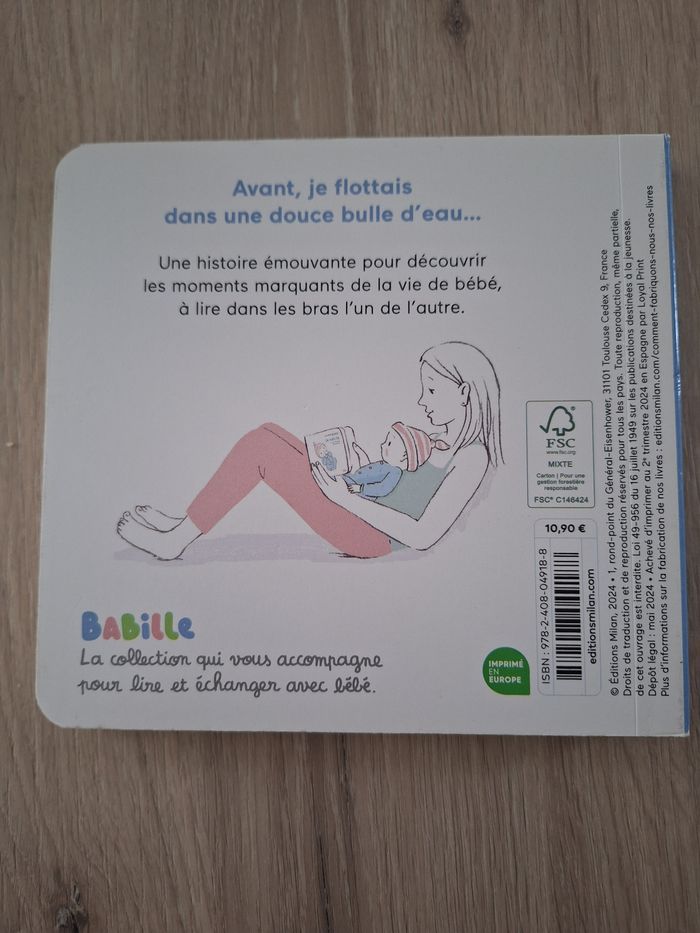 Avant, je flottais
dans une douce bulle d'eau...
Une histoire émouvante pour découvrir
les moments marquants de la vie de bébé,
à lire dans les bras l'un de l'autre.
BaBille
La collection qui vous accompagne
pour lire et échanger avec bébé.
IMPRIMÉ
EN
EUROPE
FSC
www.fsc.org
MIXTE
Carton | Pour une
gestion forestière
responsable
FSC® C146424
10,90 €
ISBN : 978-2-408-04918-8
editionsmilan.com
© Éditions Milan, 2024 • 1, rond-point du Général-Eisenhower, 31101 Toulouse Cedex 9, France
Droits de traduction et de reproduction réservés pour tous les pays. Toute reproduction, même partielle,
de cet ouvrage est interdite. Loi 49-956 du 16 juillet 1949 sur les publications destinées à la jeunesse.
Dépôt légal : mai 2024 • Achevé d'imprimer au 2e trimestre 2024 en Espagne par Loyal Print
Plus d'informations sur la fabrication de nos livres : editionsmilan.com/comment-fabriquons-nous-nos-livres